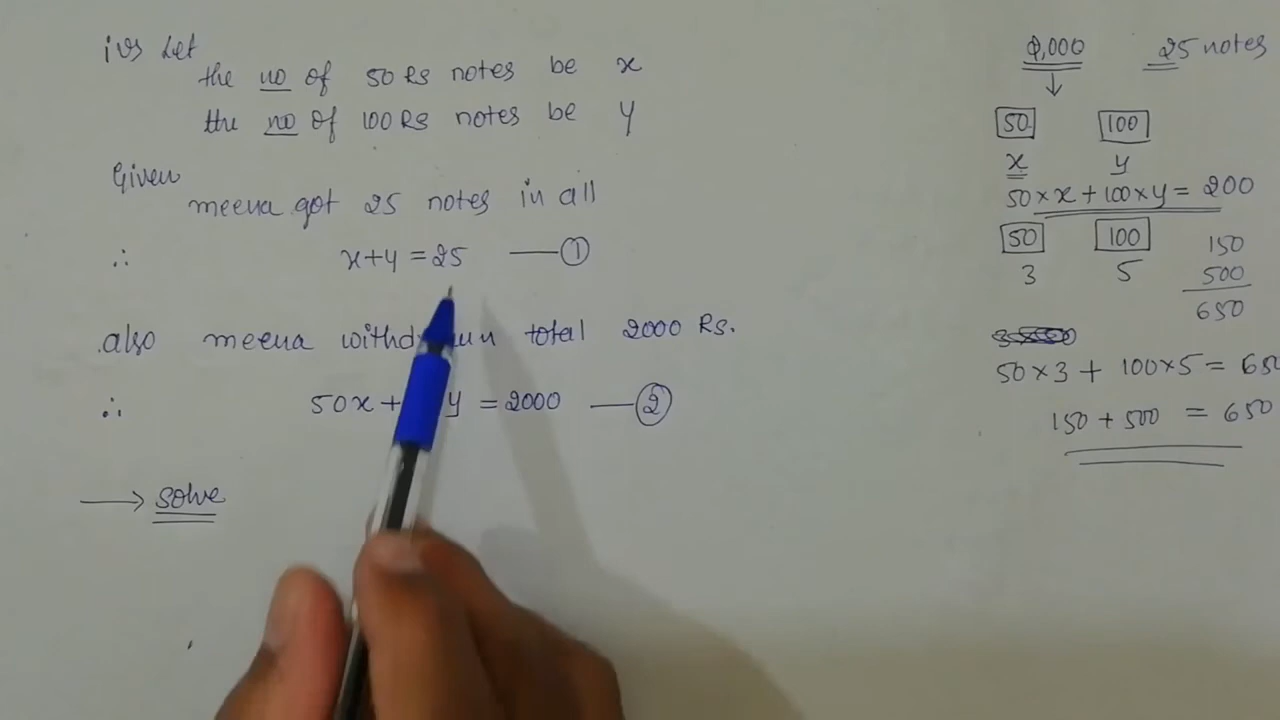 iv) Let
the no of 50 Rs notes be x
the no of 100 Rs notes be y
Given
meena got 25 notes in all
∴ x+y = 25 —①
also meena total 2000 Rs.
∴ 50x + y = 2000 —②
→ solve
2,000 25 notes
↓
50 100
x y
50×x + 100×y = 200
50 100
3 5
150
500
650
50×3 + 100×5 = 650
150 + 500 = 650